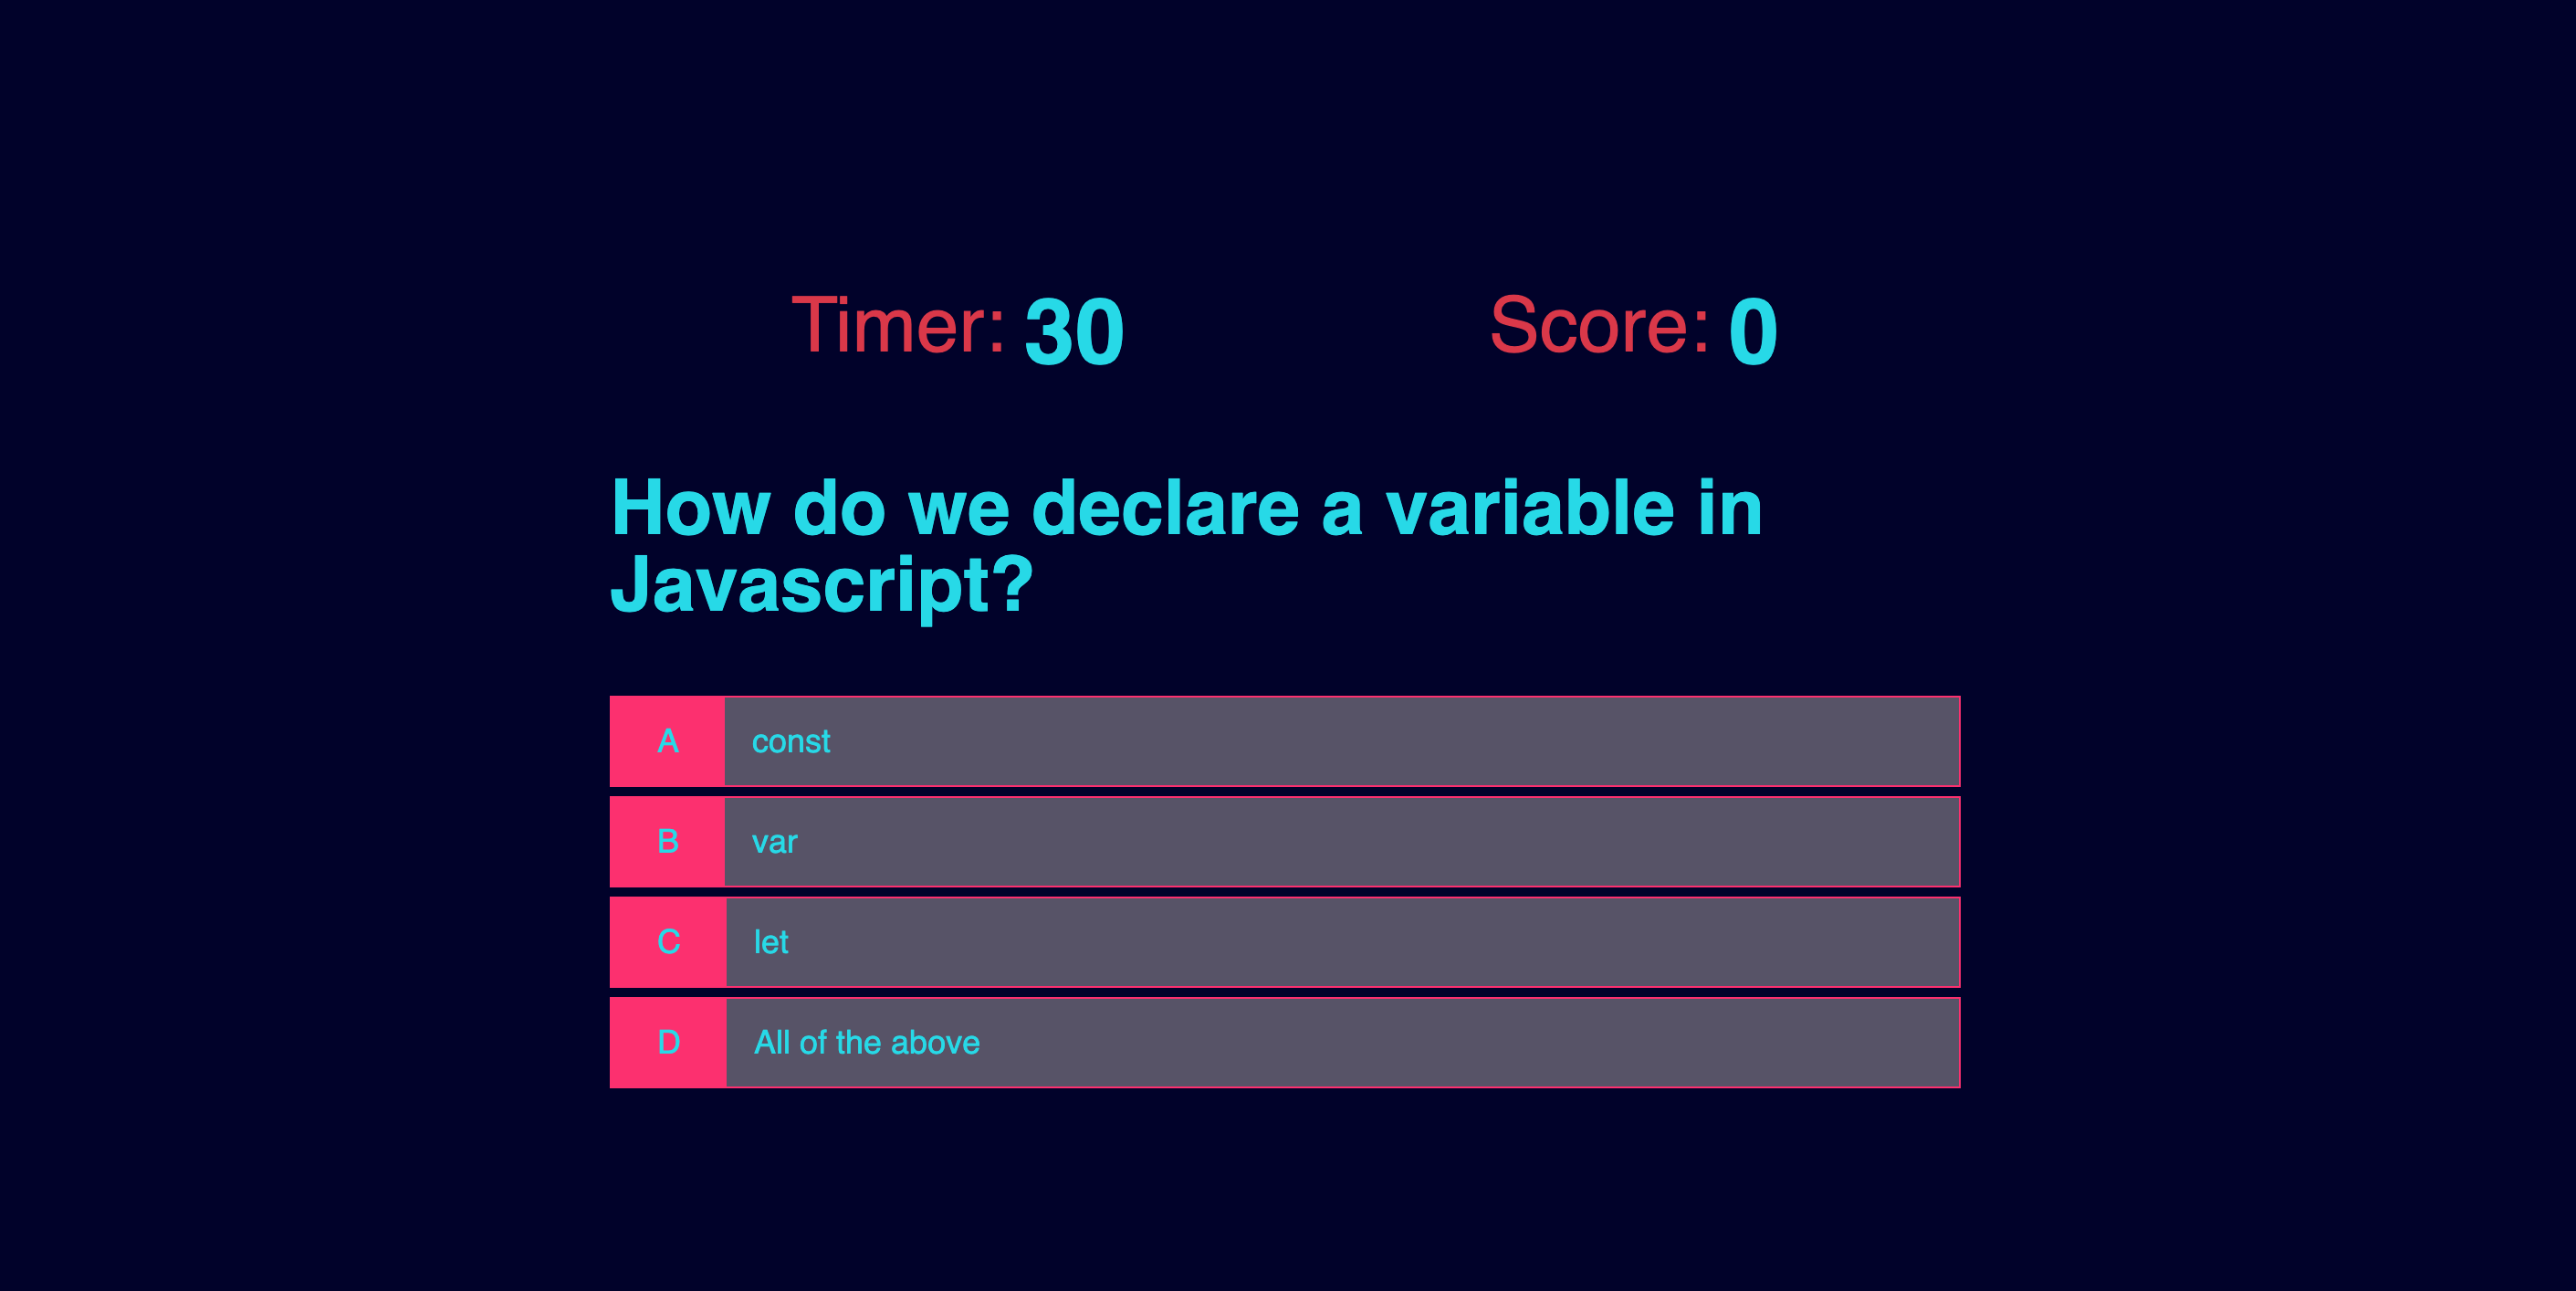 Timer: 30 Score: 0
How do we declare a variable in
Javascript?
A const
B var
C let
D All of the above